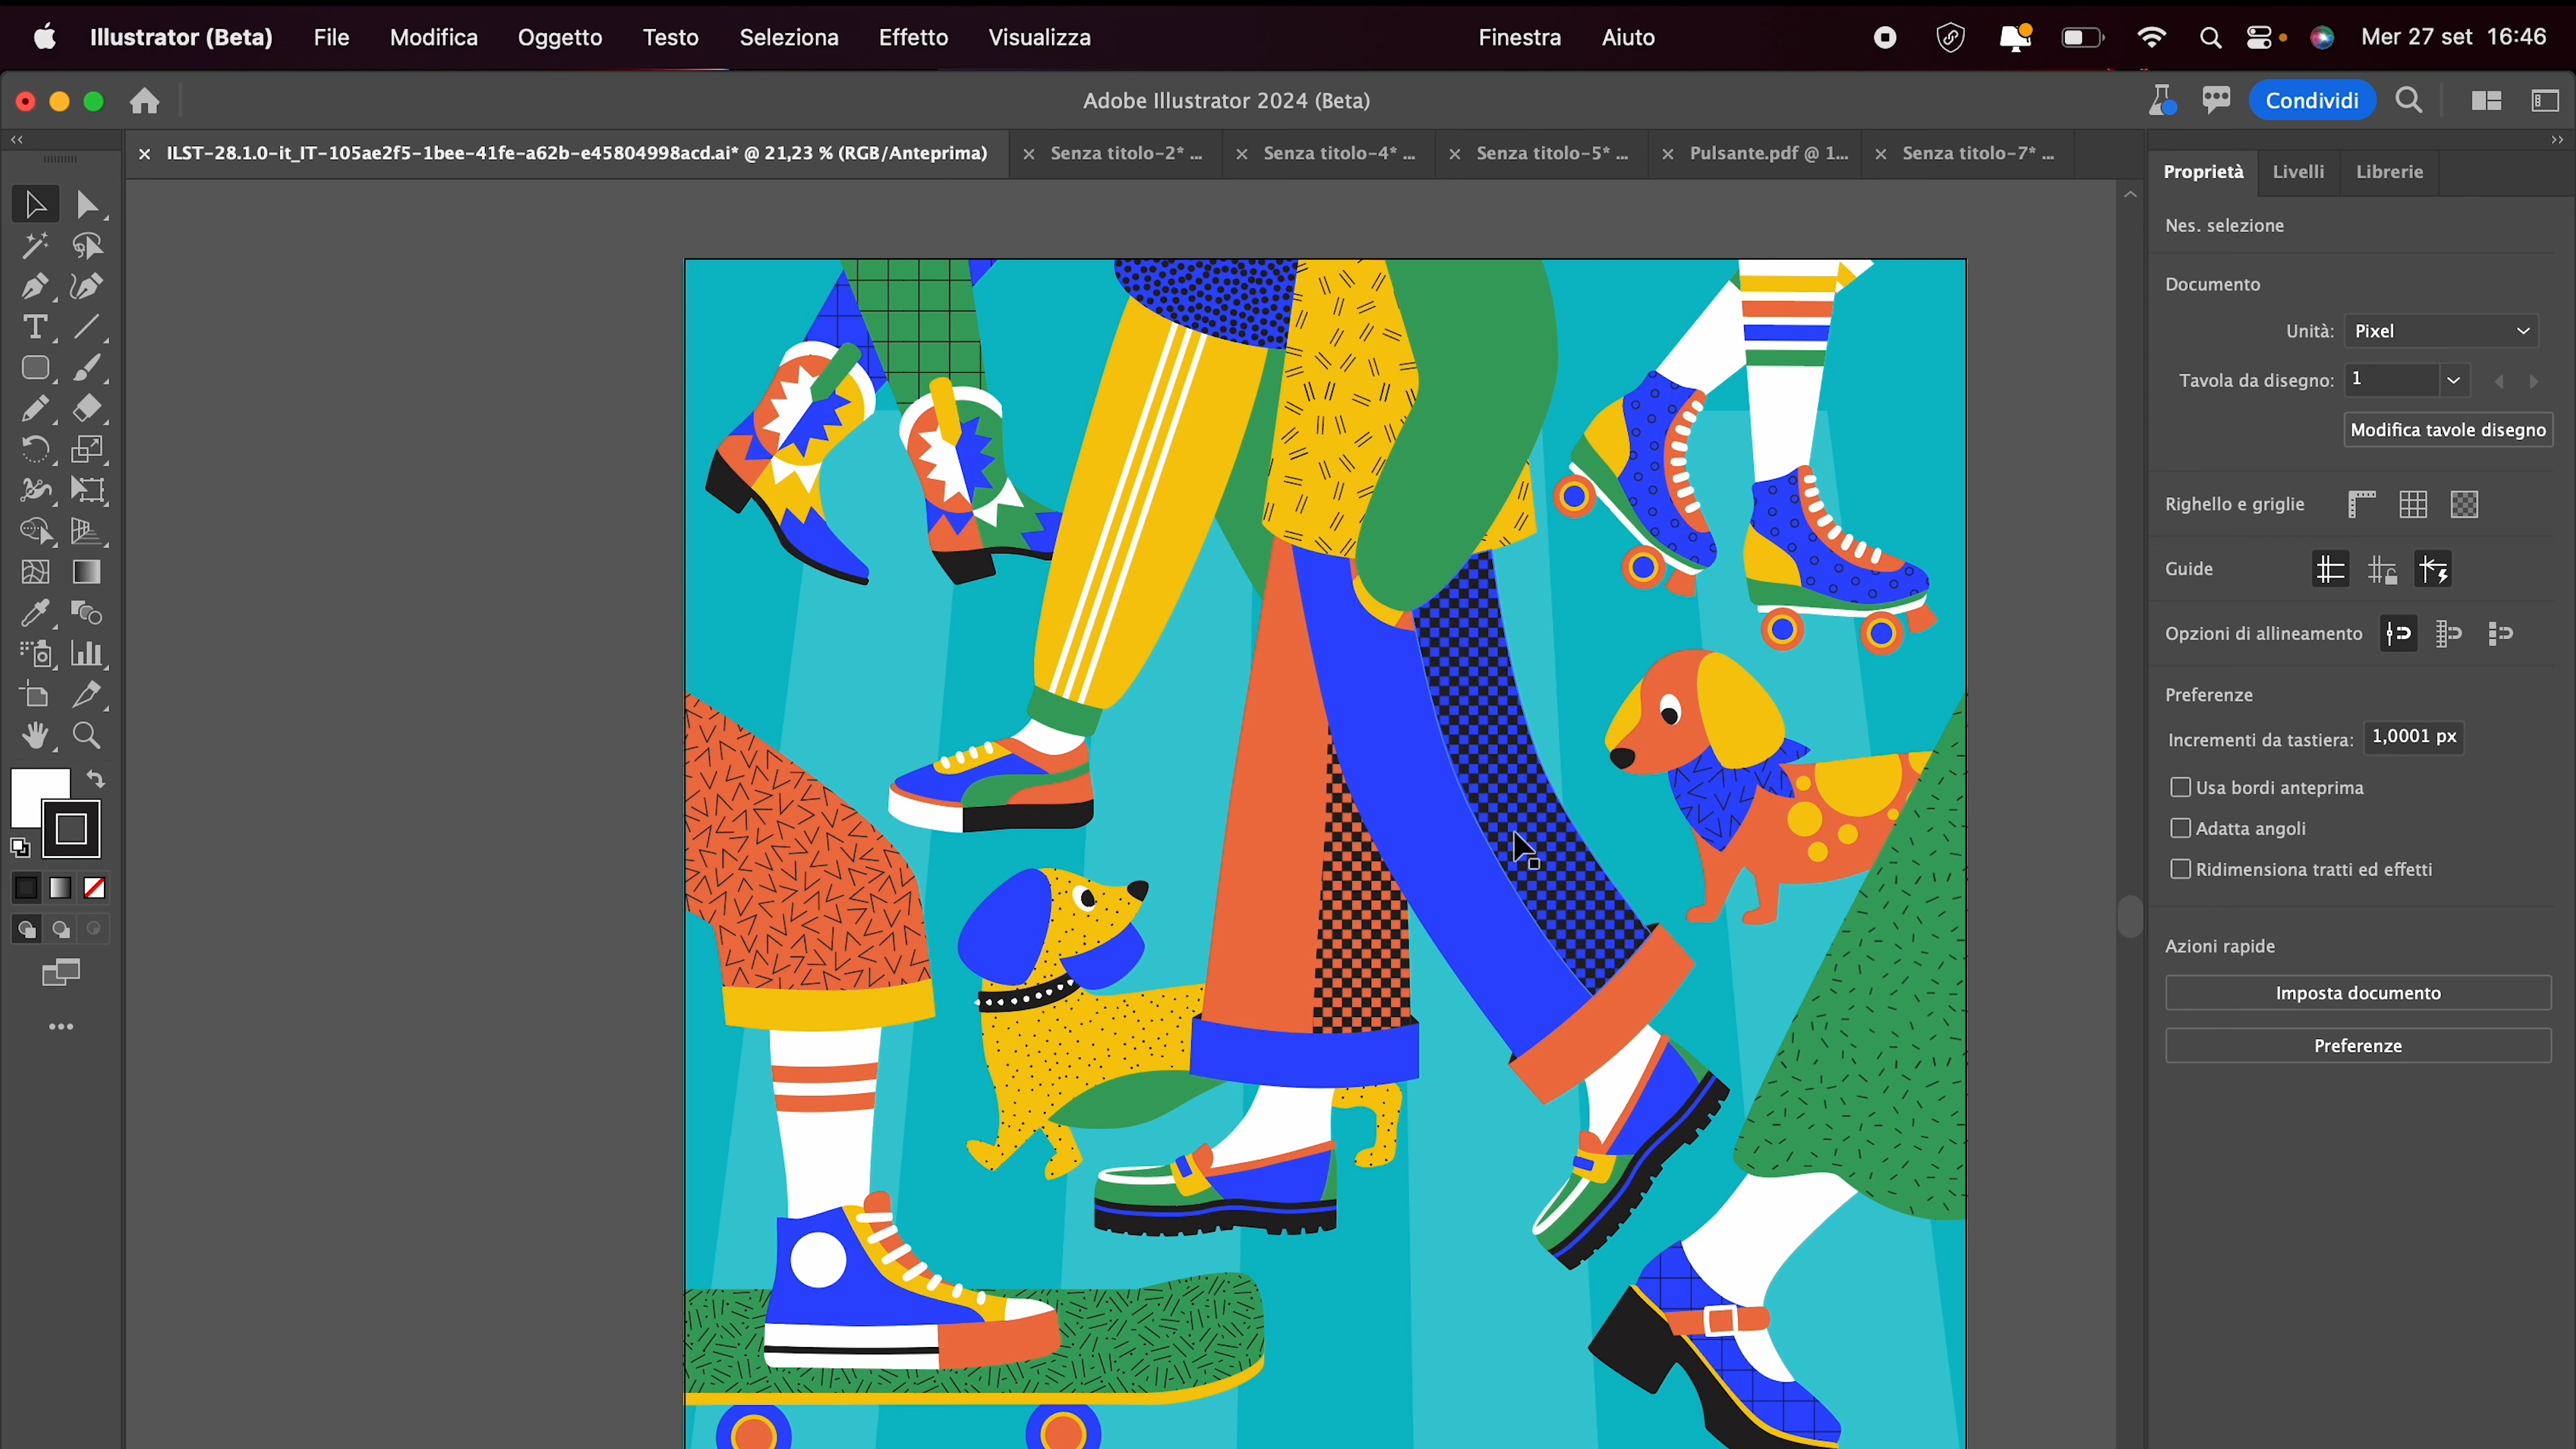 Illustrator (Beta) File Modifica Oggetto Testo Seleziona Effetto Visualizza Finestra Aiuto Mer 27 set 16:46
Adobe Illustrator 2024 (Beta) Condividi
ILST-28.1.0-it_IT-105ae2f5-1bee-41fe-a62b-e45804998acd.ai* @ 21,23 % (RGB/Anteprima) Senza titolo-2* ... Senza titolo-4* ... Senza titolo-5* ... Pulsante.pdf @ 1... Senza titolo-7* ...
Proprietà Livelli Librerie
Nes. selezione
Documento
Unità: Pixel
Tavola da disegno: 1
Modifica tavole disegno
Righello e griglie
Guide
Opzioni di allineamento
Preferenze
Incrementi da tastiera: 1,0001 px
Usa bordi anteprima
Adatta angoli
Ridimensiona tratti ed effetti
Azioni rapide
Imposta documento
Preferenze